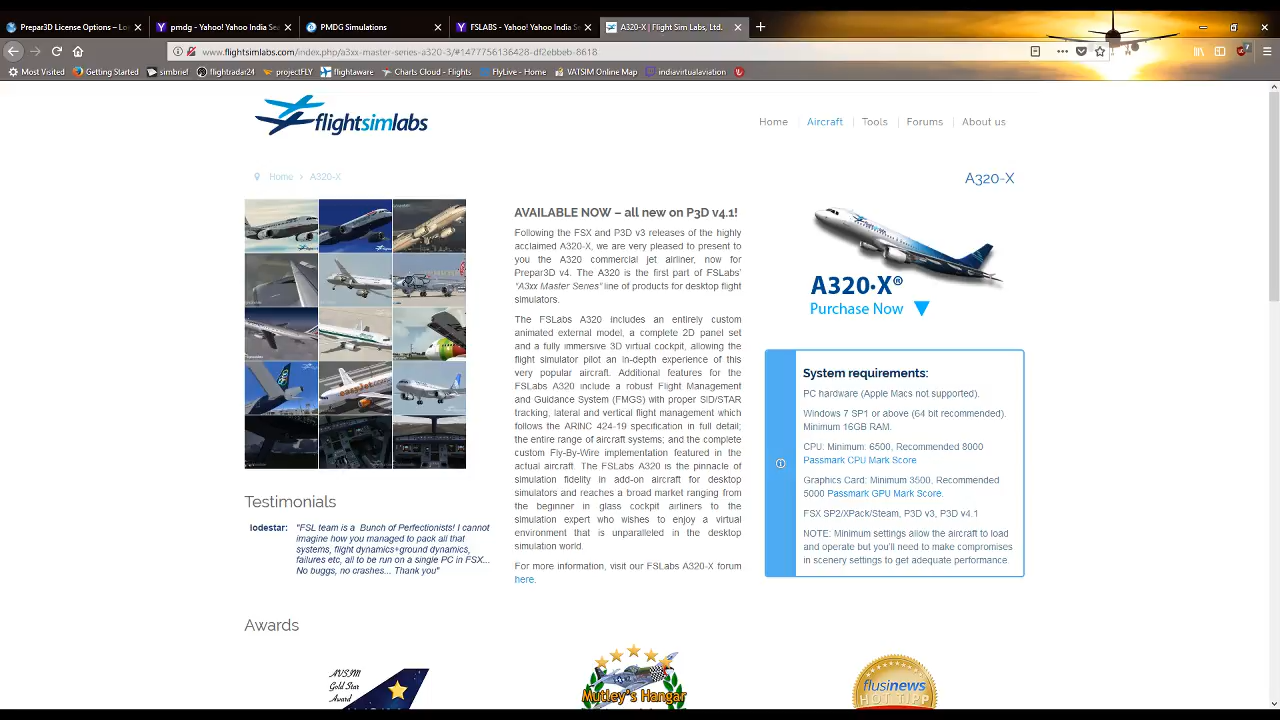 Prepar3D License Options – Lo
pmdg - Yahoo! Yahoo India Sea
PMDG Simulations
FSLABS - Yahoo! Yahoo India S
A320-X | Flight Sim Labs, Ltd.
www.flightsimlabs.com/index.php/a3xx-master-series-a320-3/#1477756136428-df2ebbeb-8618
Most Visited
Getting Started
simbrief
flightradar24
projectFLY
flightaware
Charts Cloud - Flights
FlyLive - Home
VATSIM Online Map
indiavirtualaviation
flightsimlabs
Home
Aircraft
Tools
Forums
About us
Home > A320-X
A320-X
AVAILABLE NOW – all new on P3D v4.1!
Following the FSX and P3D v3 releases of the highly
acclaimed A320-X, we are very pleased to present to
you the A320 commercial jet airliner, now for
Prepar3D v4. The A320 is the first part of FSLabs'
"A3xx Master Series" line of products for desktop flight
simulators.
The FSLabs A320 includes an entirely custom
animated external model, a complete 2D panel set
and a fully immersive 3D virtual cockpit, allowing the
flight simulator pilot an in-depth experience of this
very popular aircraft. Additional features for the
FSLabs A320 include a robust Flight Management
and Guidance System (FMGS) with proper SID/STAR
tracking, lateral and vertical flight management which
follows the ARINC 424-19 specification in full detail;
the entire range of aircraft systems; and the complete
custom Fly-By-Wire implementation featured in the
actual aircraft. The FSLabs A320 is the pinnacle of
simulation fidelity in add-on aircraft for desktop
simulators and reaches a broad market ranging from
the beginner in glass cockpit airliners to the
simulation expert who wishes to enjoy a virtual
environment that is unparalleled in the desktop
simulation world.
For more information, visit our FSLabs A320-X forum
here.
A320·X®
Purchase Now
System requirements:
PC hardware (Apple Macs not supported).
Windows 7 SP1 or above (64 bit recommended).
Minimum 16GB RAM.
CPU: Minimum: 6500, Recommended 8000
Passmark CPU Mark Score
Graphics Card: Minimum 3500, Recommended
5000 Passmark GPU Mark Score.
FSX SP2/XPack/Steam, P3D v3, P3D v4.1
NOTE: Minimum settings allow the aircraft to load
and operate but you'll need to make compromises
in scenery settings to get adequate performance.
Testimonials
lodestar:
"FSL team is a Bunch of Perfectionists! I cannot
imagine how you managed to pack all that
systems, flight dynamics+ground dynamics,
failures etc, all to be run on a single PC in FSX...
No buggs, no crashes... Thank you"
Awards
AVSIM
Gold Star
Award
Mutley's Hangar
flusinews
HOT TIPP